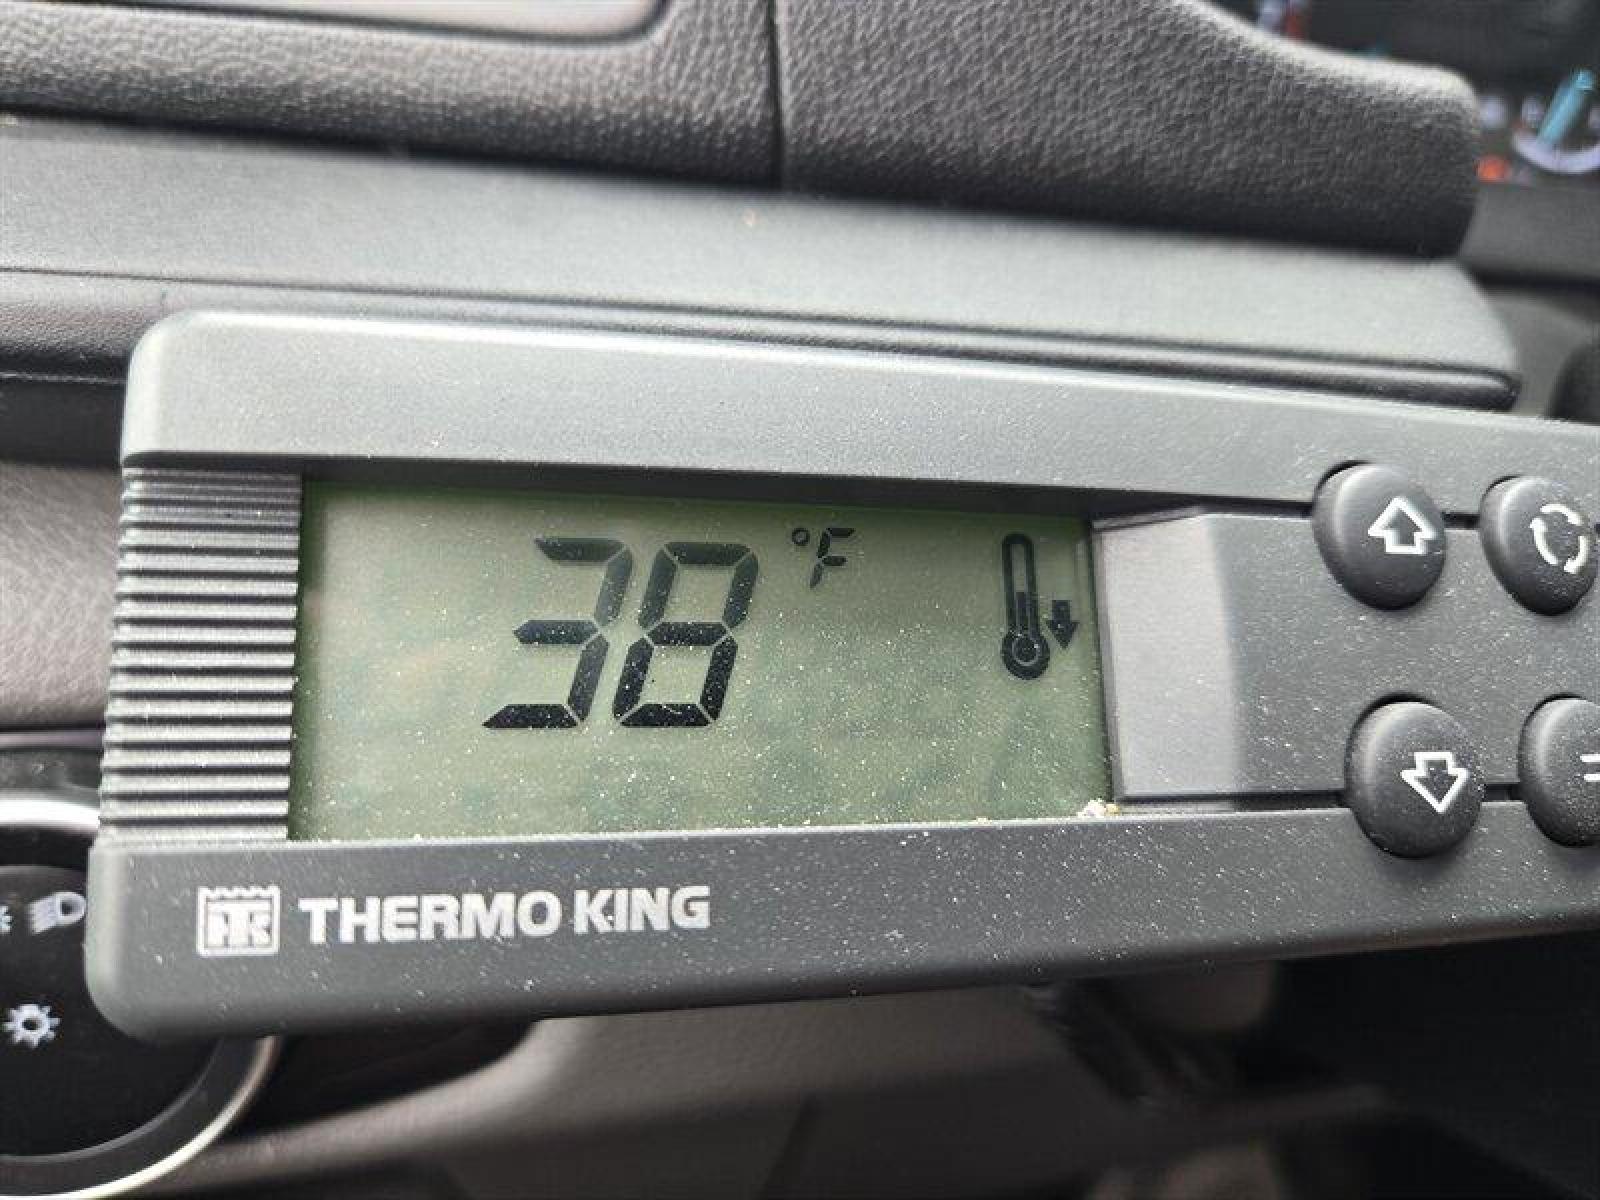 38 °F
THERMO KING